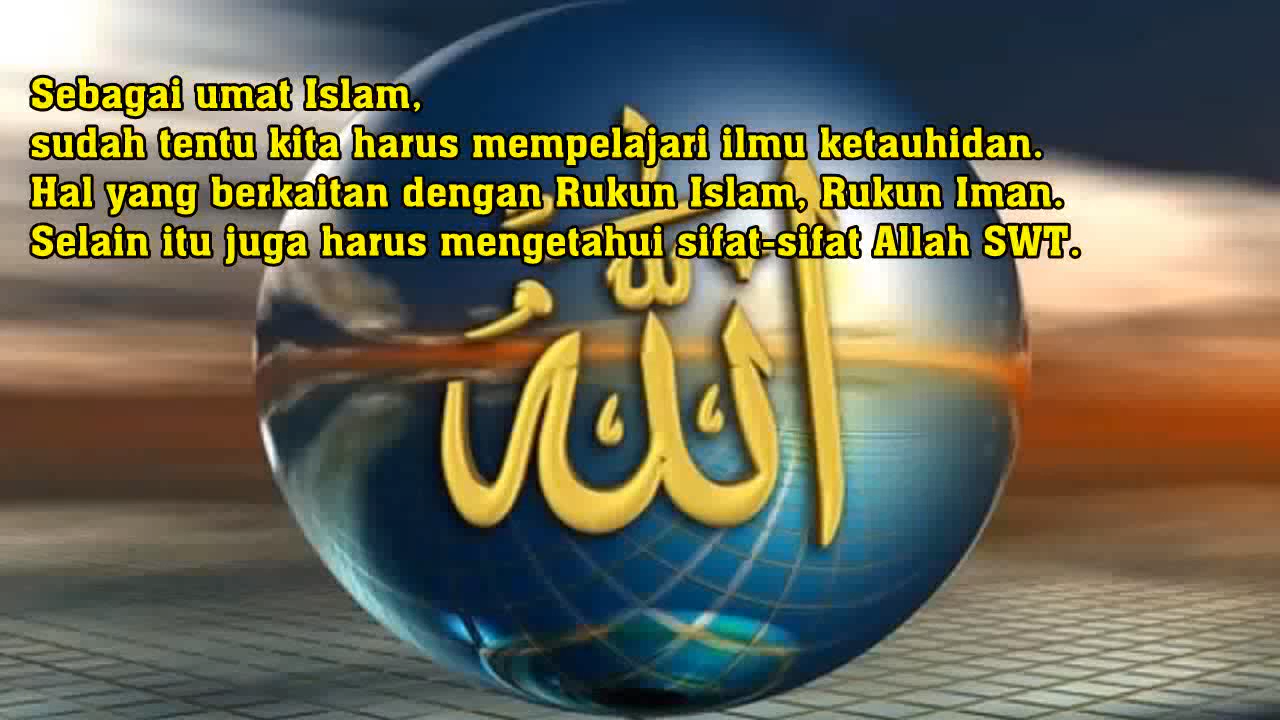 Sebagai umat Islam,
sudah tentu kita harus mempelajari ilmu ketauhidan.
Hal yang berkaitan dengan Rukun Islam, Rukun Iman.
Selain itu juga harus mengetahui sifat-sifat Allah SWT.
اللَّهُ